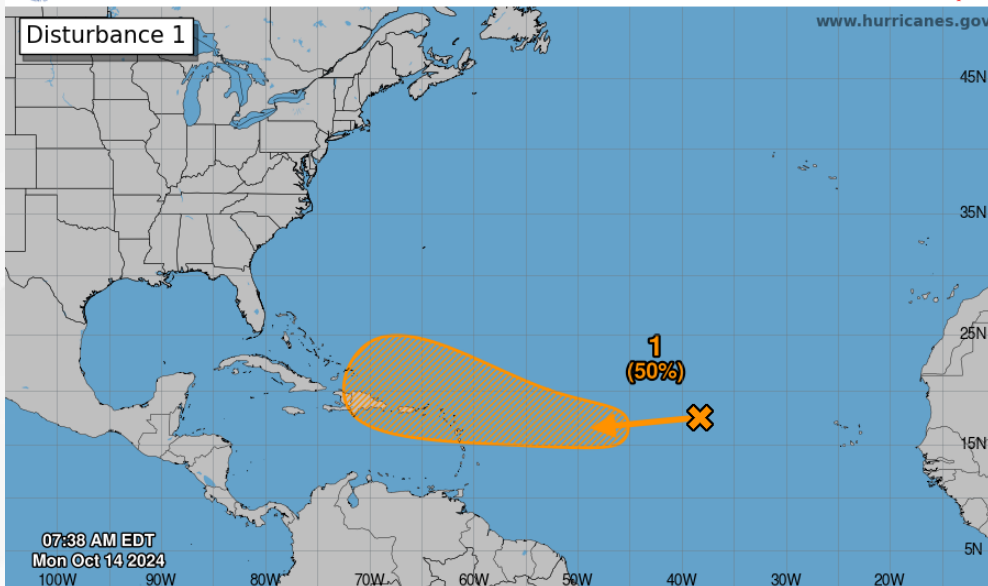 Disturbance 1
www.hurricanes.gov
45N
35N
25N
1
(50%)
15N
07:38 AM EDT
Mon Oct 14 2024
5N
100W 90W 80W 70W 60W 50W 40W 30W 20W